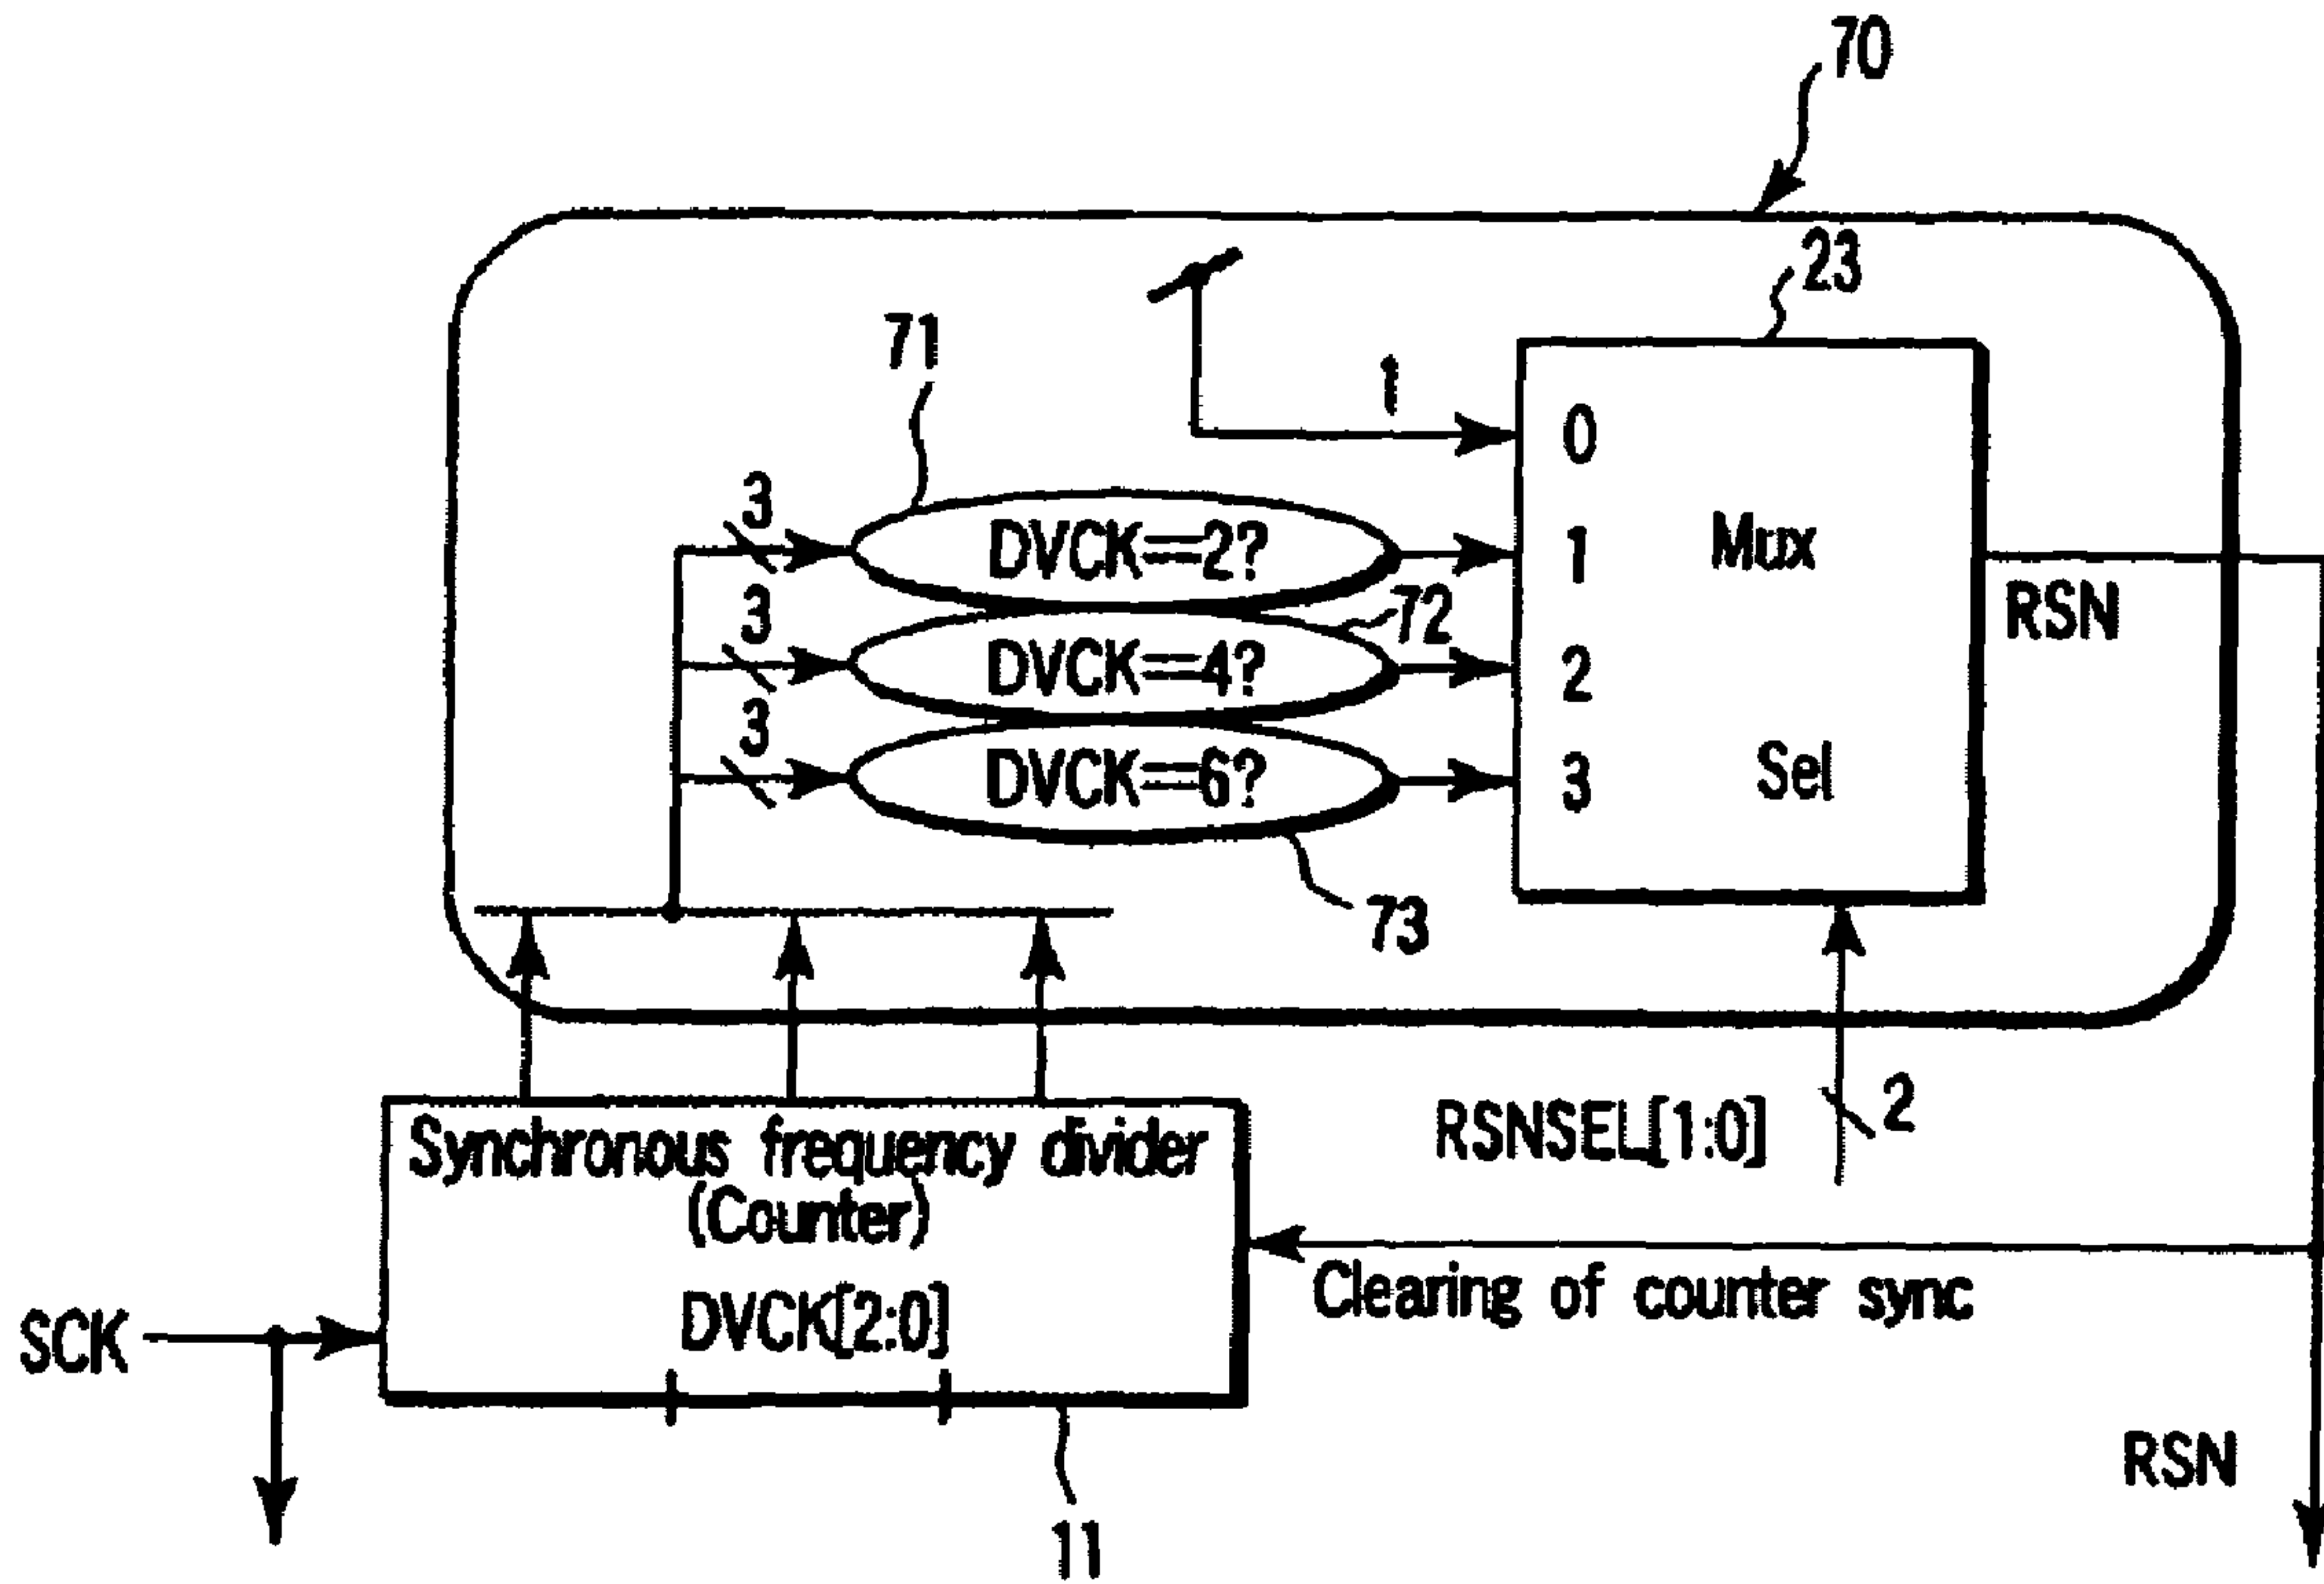 70
23
71
1
0
3
DVCK==2?
1
Mux
RSN
3
72
DVCK==4?
2
3
DVCK==6?
3
Sel
73
RSNSEL[1:0]
2
Synchronous frequency divider
(Counter)
DVCK[2:0]
Clearing of counter sync
SCK
RSN
11